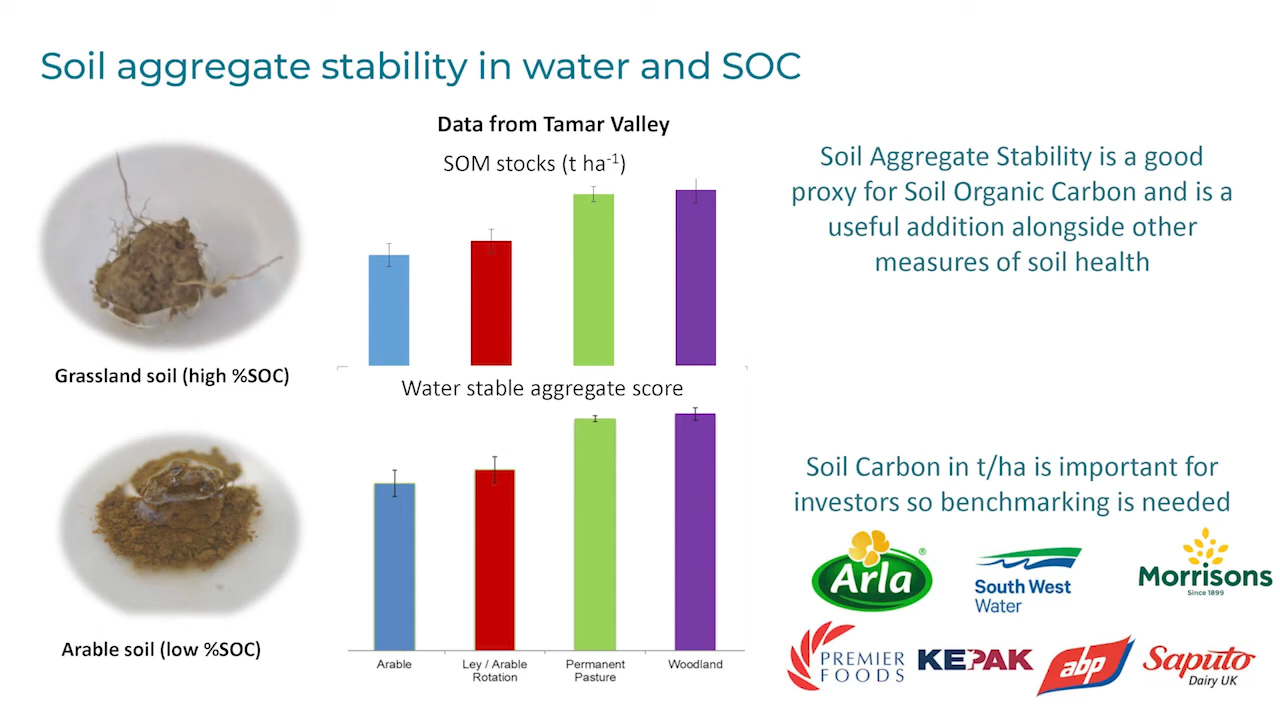 Soil aggregate stability in water and SOC
Data from Tamar Valley
SOM stocks (t ha-1)
Grassland soil (high %SOC)
Water stable aggregate score
Arable soil (low %SOC)
Arable
Ley / Arable
Rotation
Permanent
Pasture
Woodland
Soil Aggregate Stability is a good
proxy for Soil Organic Carbon and is a
useful addition alongside other
measures of soil health
Soil Carbon in t/ha is important for
investors so benchmarking is needed
Arla®
South West
Water
Morrisons
Since 1899
PREMIER
FOODS
KEPAK
abp
Saputo
Dairy UK